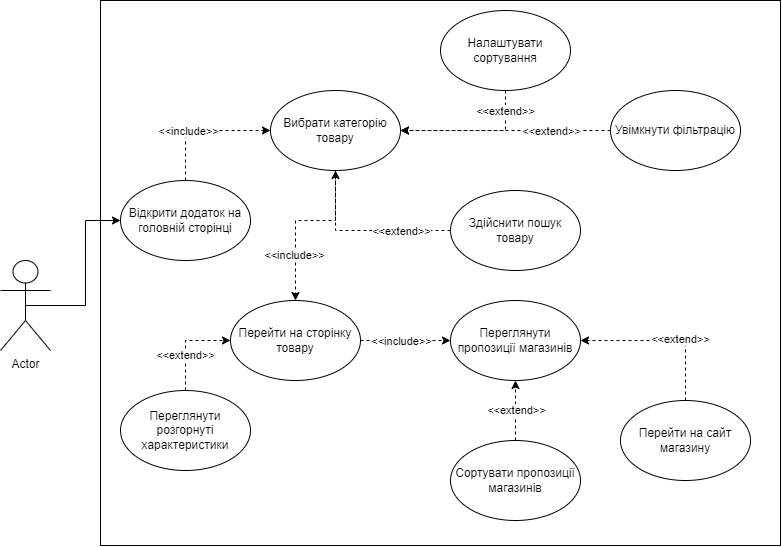 Налаштувати
сортування
<<extend>>
Вибрати категорію
товару
<<include>>
<<extend>>
Увімкнути фільтрацію
Відкрити додаток на
головній сторінці
Здійснити пошук
товару
<<extend>>
<<include>>
Actor
Перейти на сторінку
товару
<<include>>
Переглянути
пропозиції магазинів
<<extend>>
<<extend>>
<<extend>>
Переглянути
розгорнуті
характеристики
Сортувати пропозиції
магазинів
Перейти на сайт
магазину